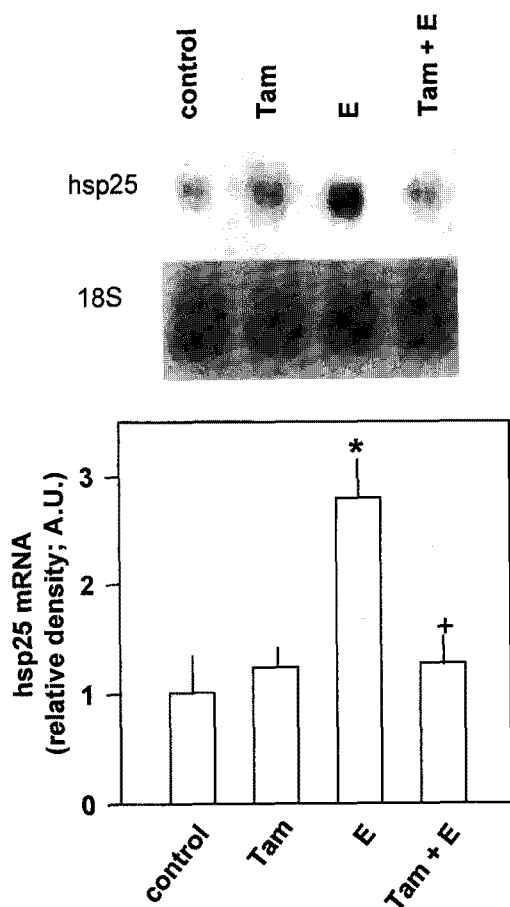 control Tam E Tam + E
hsp25
18S
hsp25 mRNA
(relative density; A.U.)
3
2
1
0
*
+
control Tam E Tam + E